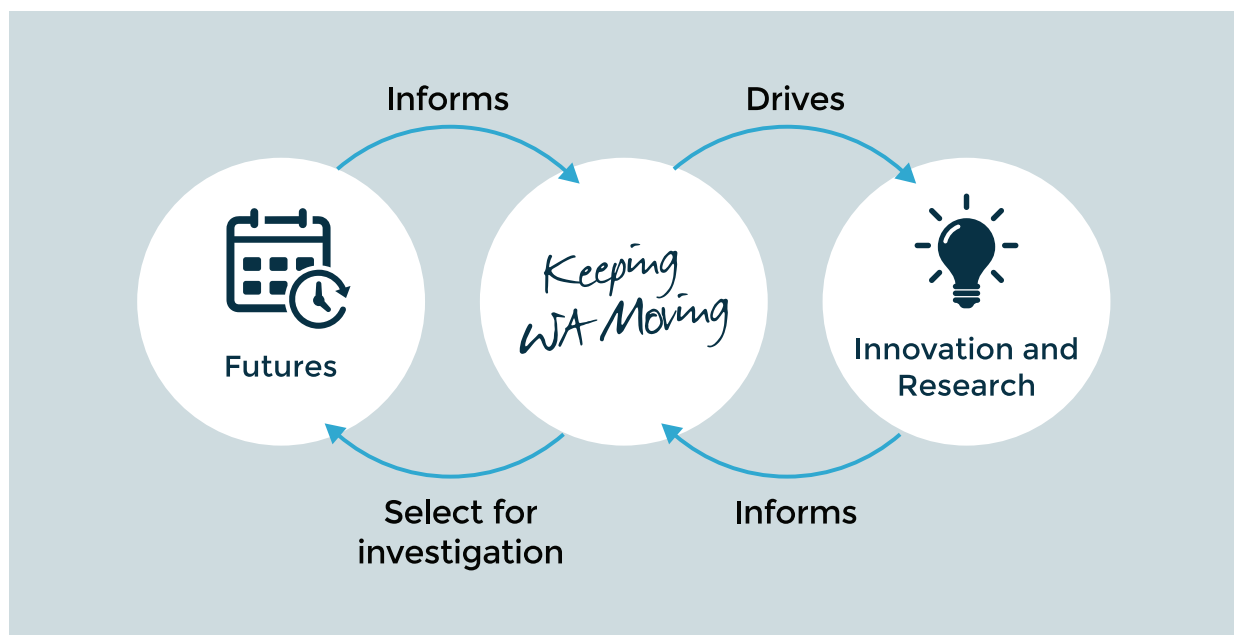 Informs
Drives
Futures
Keeping
WA Moving
Innovation and
Research
Select for
investigation
Informs